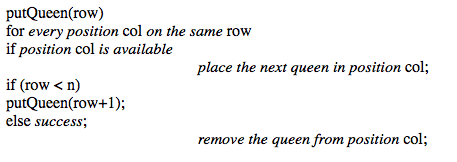 putQueen(row)
for every position col on the same row
if position col is available
place the next queen in position col;
if (row < n)
putQueen(row+1);
else success;
remove the queen from position col;